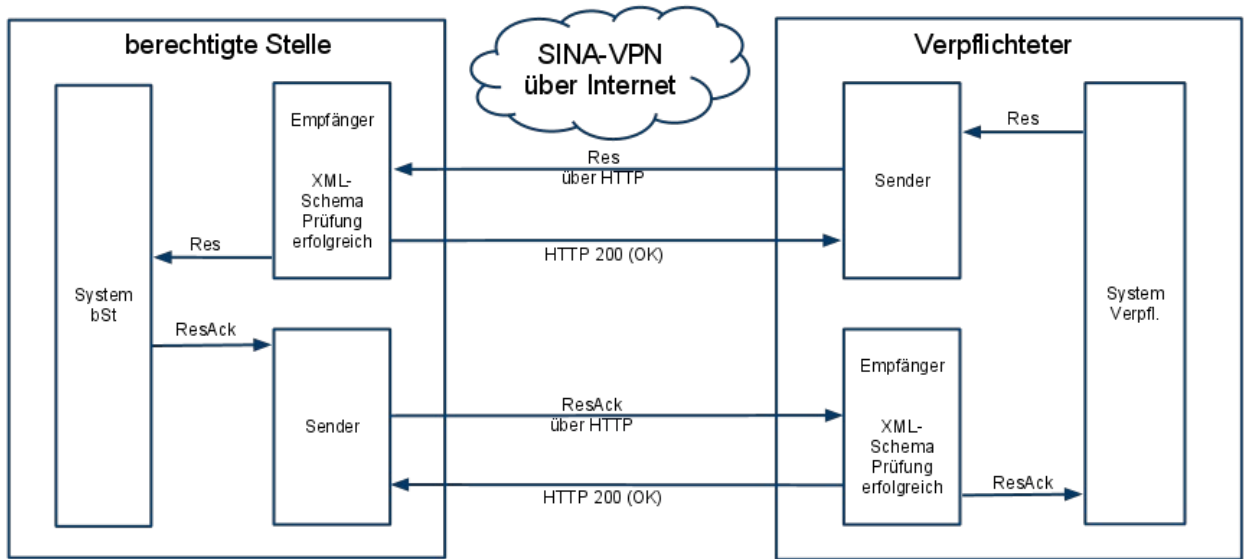 berechtigte Stelle
SINA-VPN
über Internet
Verpflichteter
Empfänger
XML-
Schema
Prüfung
erfolgreich
Res
über HTTP
Sender
Res
HTTP 200 (OK)
Res
System
bSt
System
Verpfl.
ResAck
Sender
ResAck
über HTTP
Empfänger
XML-
Schema
Prüfung
erfolgreich
HTTP 200 (OK)
ResAck